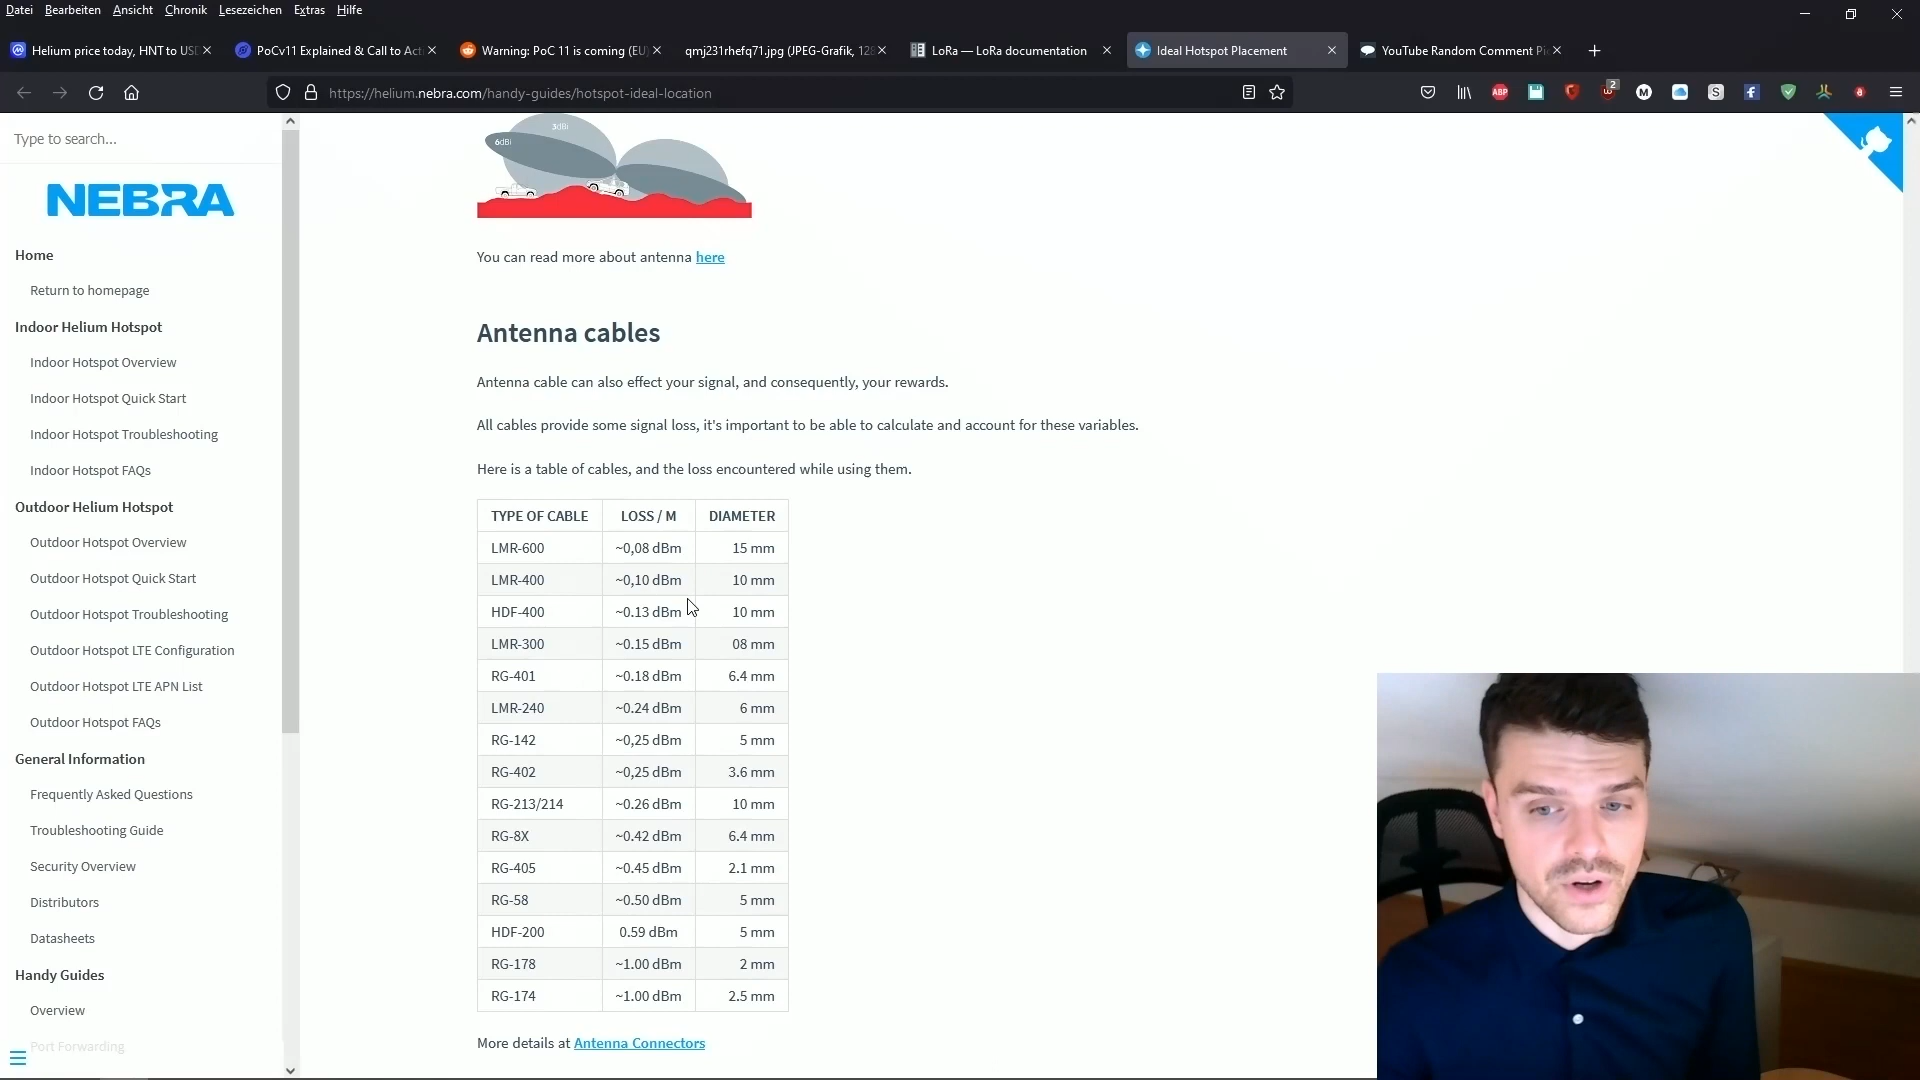 Datei Bearbeiten Ansicht Chronik Lesezeichen Extras Hilfe
Helium price today, HNT to USD
PoCv11 Explained & Call to Acti
Warning: PoC 11 is coming (EU)
qmj231rhefq71.jpg (JPEG-Grafik, 128
LoRa — LoRa documentation
Ideal Hotspot Placement
YouTube Random Comment Pi
https://helium.nebra.com/handy-guides/hotspot-ideal-location
ABP
2
M
S
Type to search...
NEBRA
Home
Return to homepage
Indoor Helium Hotspot
Indoor Hotspot Overview
Indoor Hotspot Quick Start
Indoor Hotspot Troubleshooting
Indoor Hotspot FAQs
Outdoor Helium Hotspot
Outdoor Hotspot Overview
Outdoor Hotspot Quick Start
Outdoor Hotspot Troubleshooting
Outdoor Hotspot LTE Configuration
Outdoor Hotspot LTE APN List
Outdoor Hotspot FAQs
General Information
Frequently Asked Questions
Troubleshooting Guide
Security Overview
Distributors
Datasheets
Handy Guides
Overview
Port Forwarding
3dBi
6dBi
You can read more about antenna here
Antenna cables
Antenna cable can also effect your signal, and consequently, your rewards.
All cables provide some signal loss, it's important to be able to calculate and account for these variables.
Here is a table of cables, and the loss encountered while using them.
TYPE OF CABLE LOSS / M DIAMETER
LMR-600 ~0,08 dBm 15 mm
LMR-400 ~0,10 dBm 10 mm
HDF-400 ~0.13 dBm 10 mm
LMR-300 ~0.15 dBm 08 mm
RG-401 ~0.18 dBm 6.4 mm
LMR-240 ~0.24 dBm 6 mm
RG-142 ~0,25 dBm 5 mm
RG-402 ~0,25 dBm 3.6 mm
RG-213/214 ~0.26 dBm 10 mm
RG-8X ~0.42 dBm 6.4 mm
RG-405 ~0.45 dBm 2.1 mm
RG-58 ~0.50 dBm 5 mm
HDF-200 0.59 dBm 5 mm
RG-178 ~1.00 dBm 2 mm
RG-174 ~1.00 dBm 2.5 mm
More details at Antenna Connectors